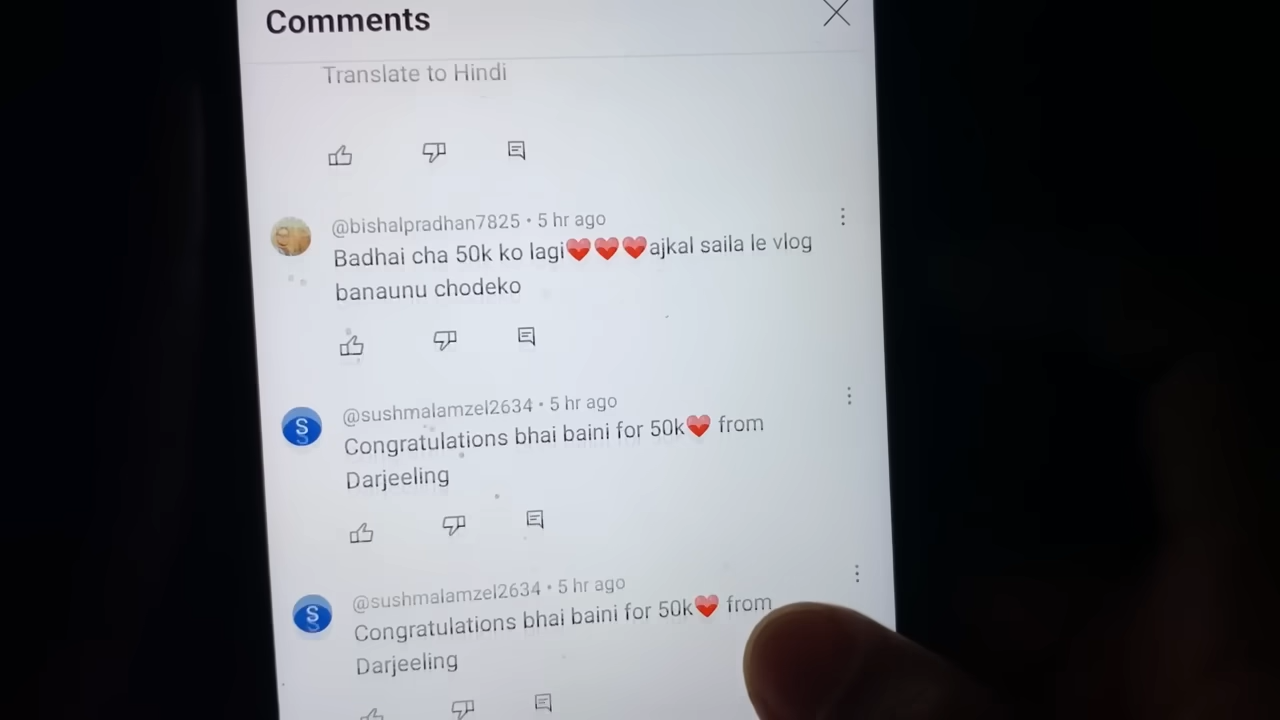 Comments
Translate to Hindi
@bishalpradhan7825 • 5 hr ago
Badhai cha 50k ko lagi❤️❤️❤️ajkal saila le vlog
banaunu chodeko
S
@sushmalamzel2634 • 5 hr ago
Congratulations bhai baini for 50k❤️ from
Darjeeling
S
@sushmalamzel2634 • 5 hr ago
Congratulations bhai baini for 50k❤️ from
Darjeeling